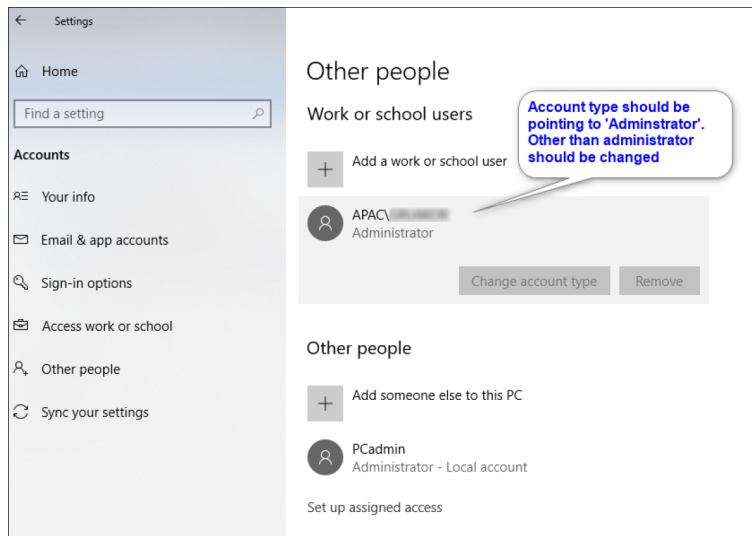 Settings
Home
Find a setting
Accounts
Your info
Email & app accounts
Sign-in options
Access work or school
Other people
Sync your settings
Other people
Work or school users
Account type should be
pointing to 'Adminstrator'.
Other than administrator
should be changed
Add a work or school user
APAC\
Administrator
Change account type
Remove
Other people
Add someone else to this PC
PCadmin
Administrator - Local account
Set up assigned access